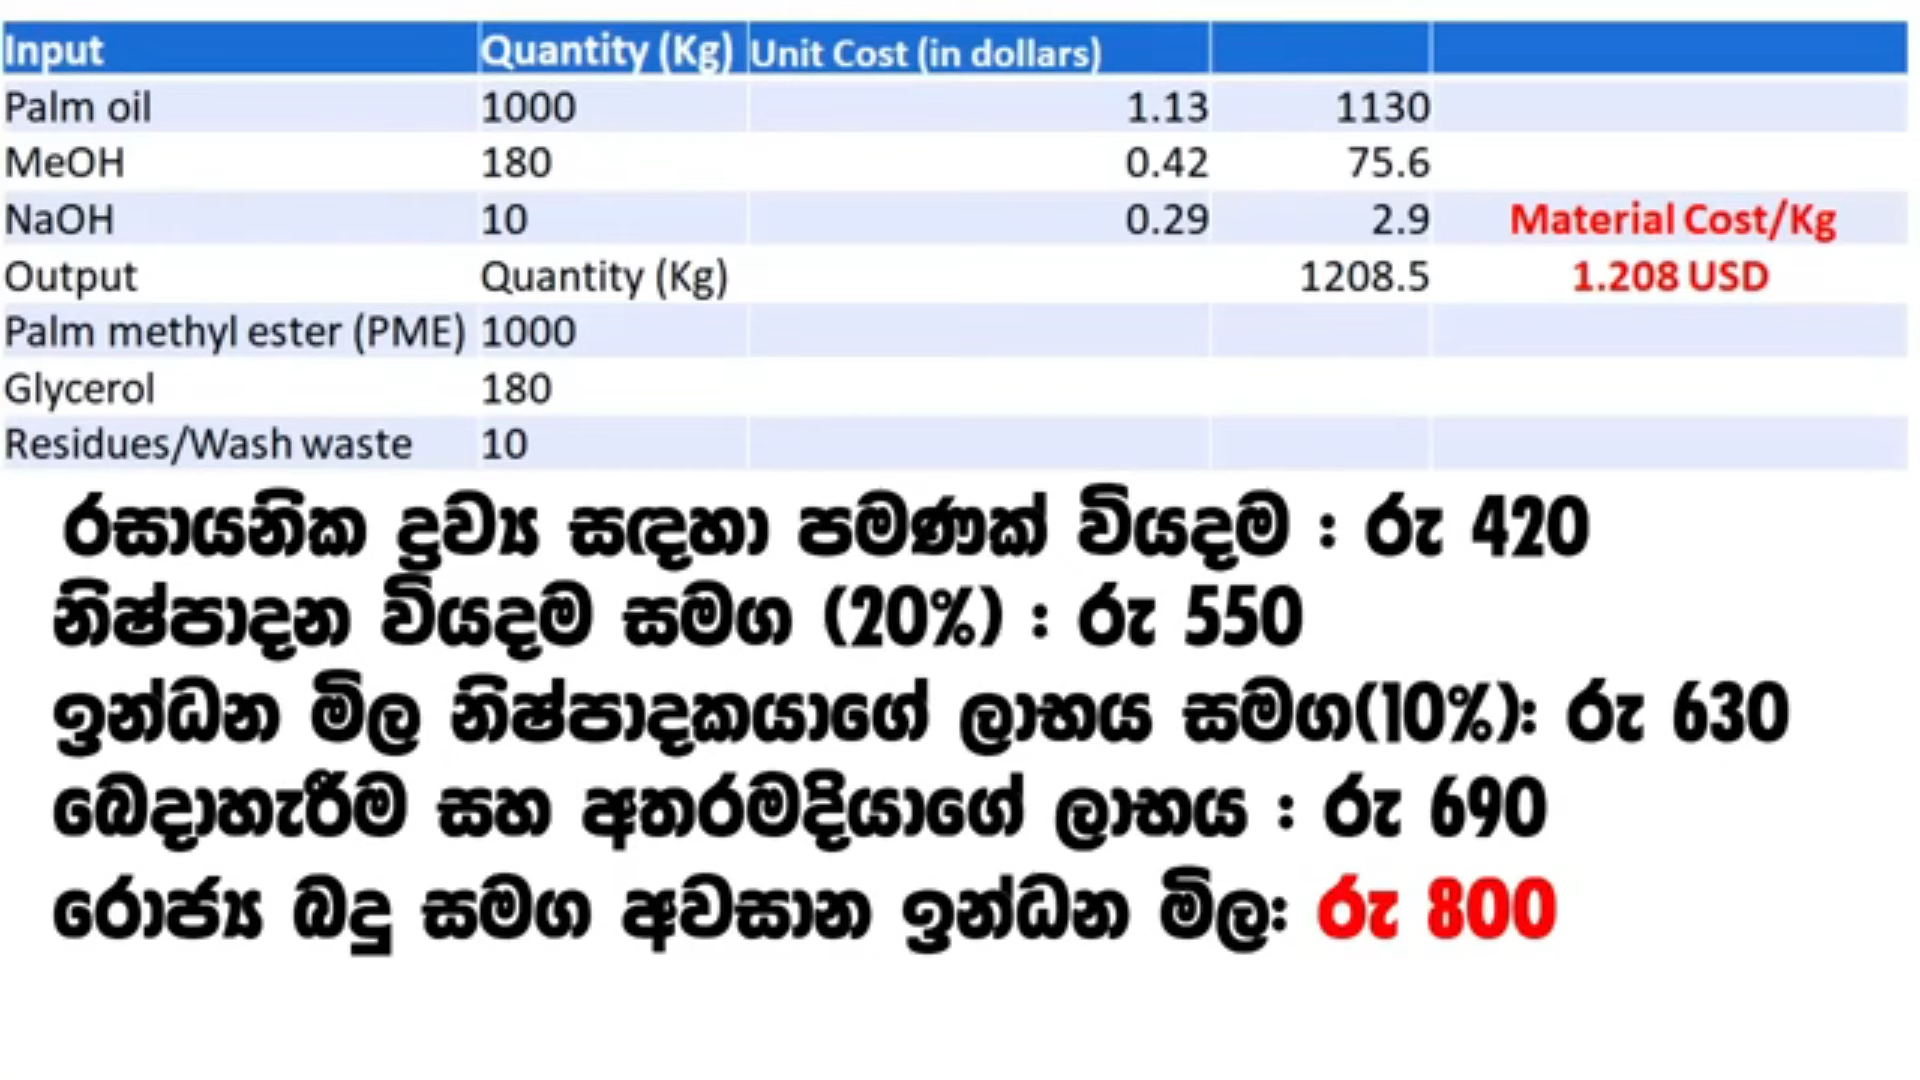 Input Quantity (Kg) Unit Cost (in dollars)
Palm oil 1000 1.13 1130
MeOH 180 0.42 75.6
NaOH 10 0.29 2.9 Material Cost/Kg
Output Quantity (Kg) 1208.5 1.208 USD
Palm methyl ester (PME) 1000
Glycerol 180
Residues/Wash waste 10
රසායනික ද්‍රව්‍ය සඳහා පමණක් වියදම : රු 420
නිෂ්පාදන වියදම සමග (20%) : රු 550
ඉන්ධන මිල නිෂ්පාදකයාගේ ලාභය සමග(10%): රු 630
බෙදාහැරීම සහ අතරමදියාගේ ලාභය : රු 690
රොජ්‍ය බදු සමග අවසාන ඉන්ධන මිල: රු 800